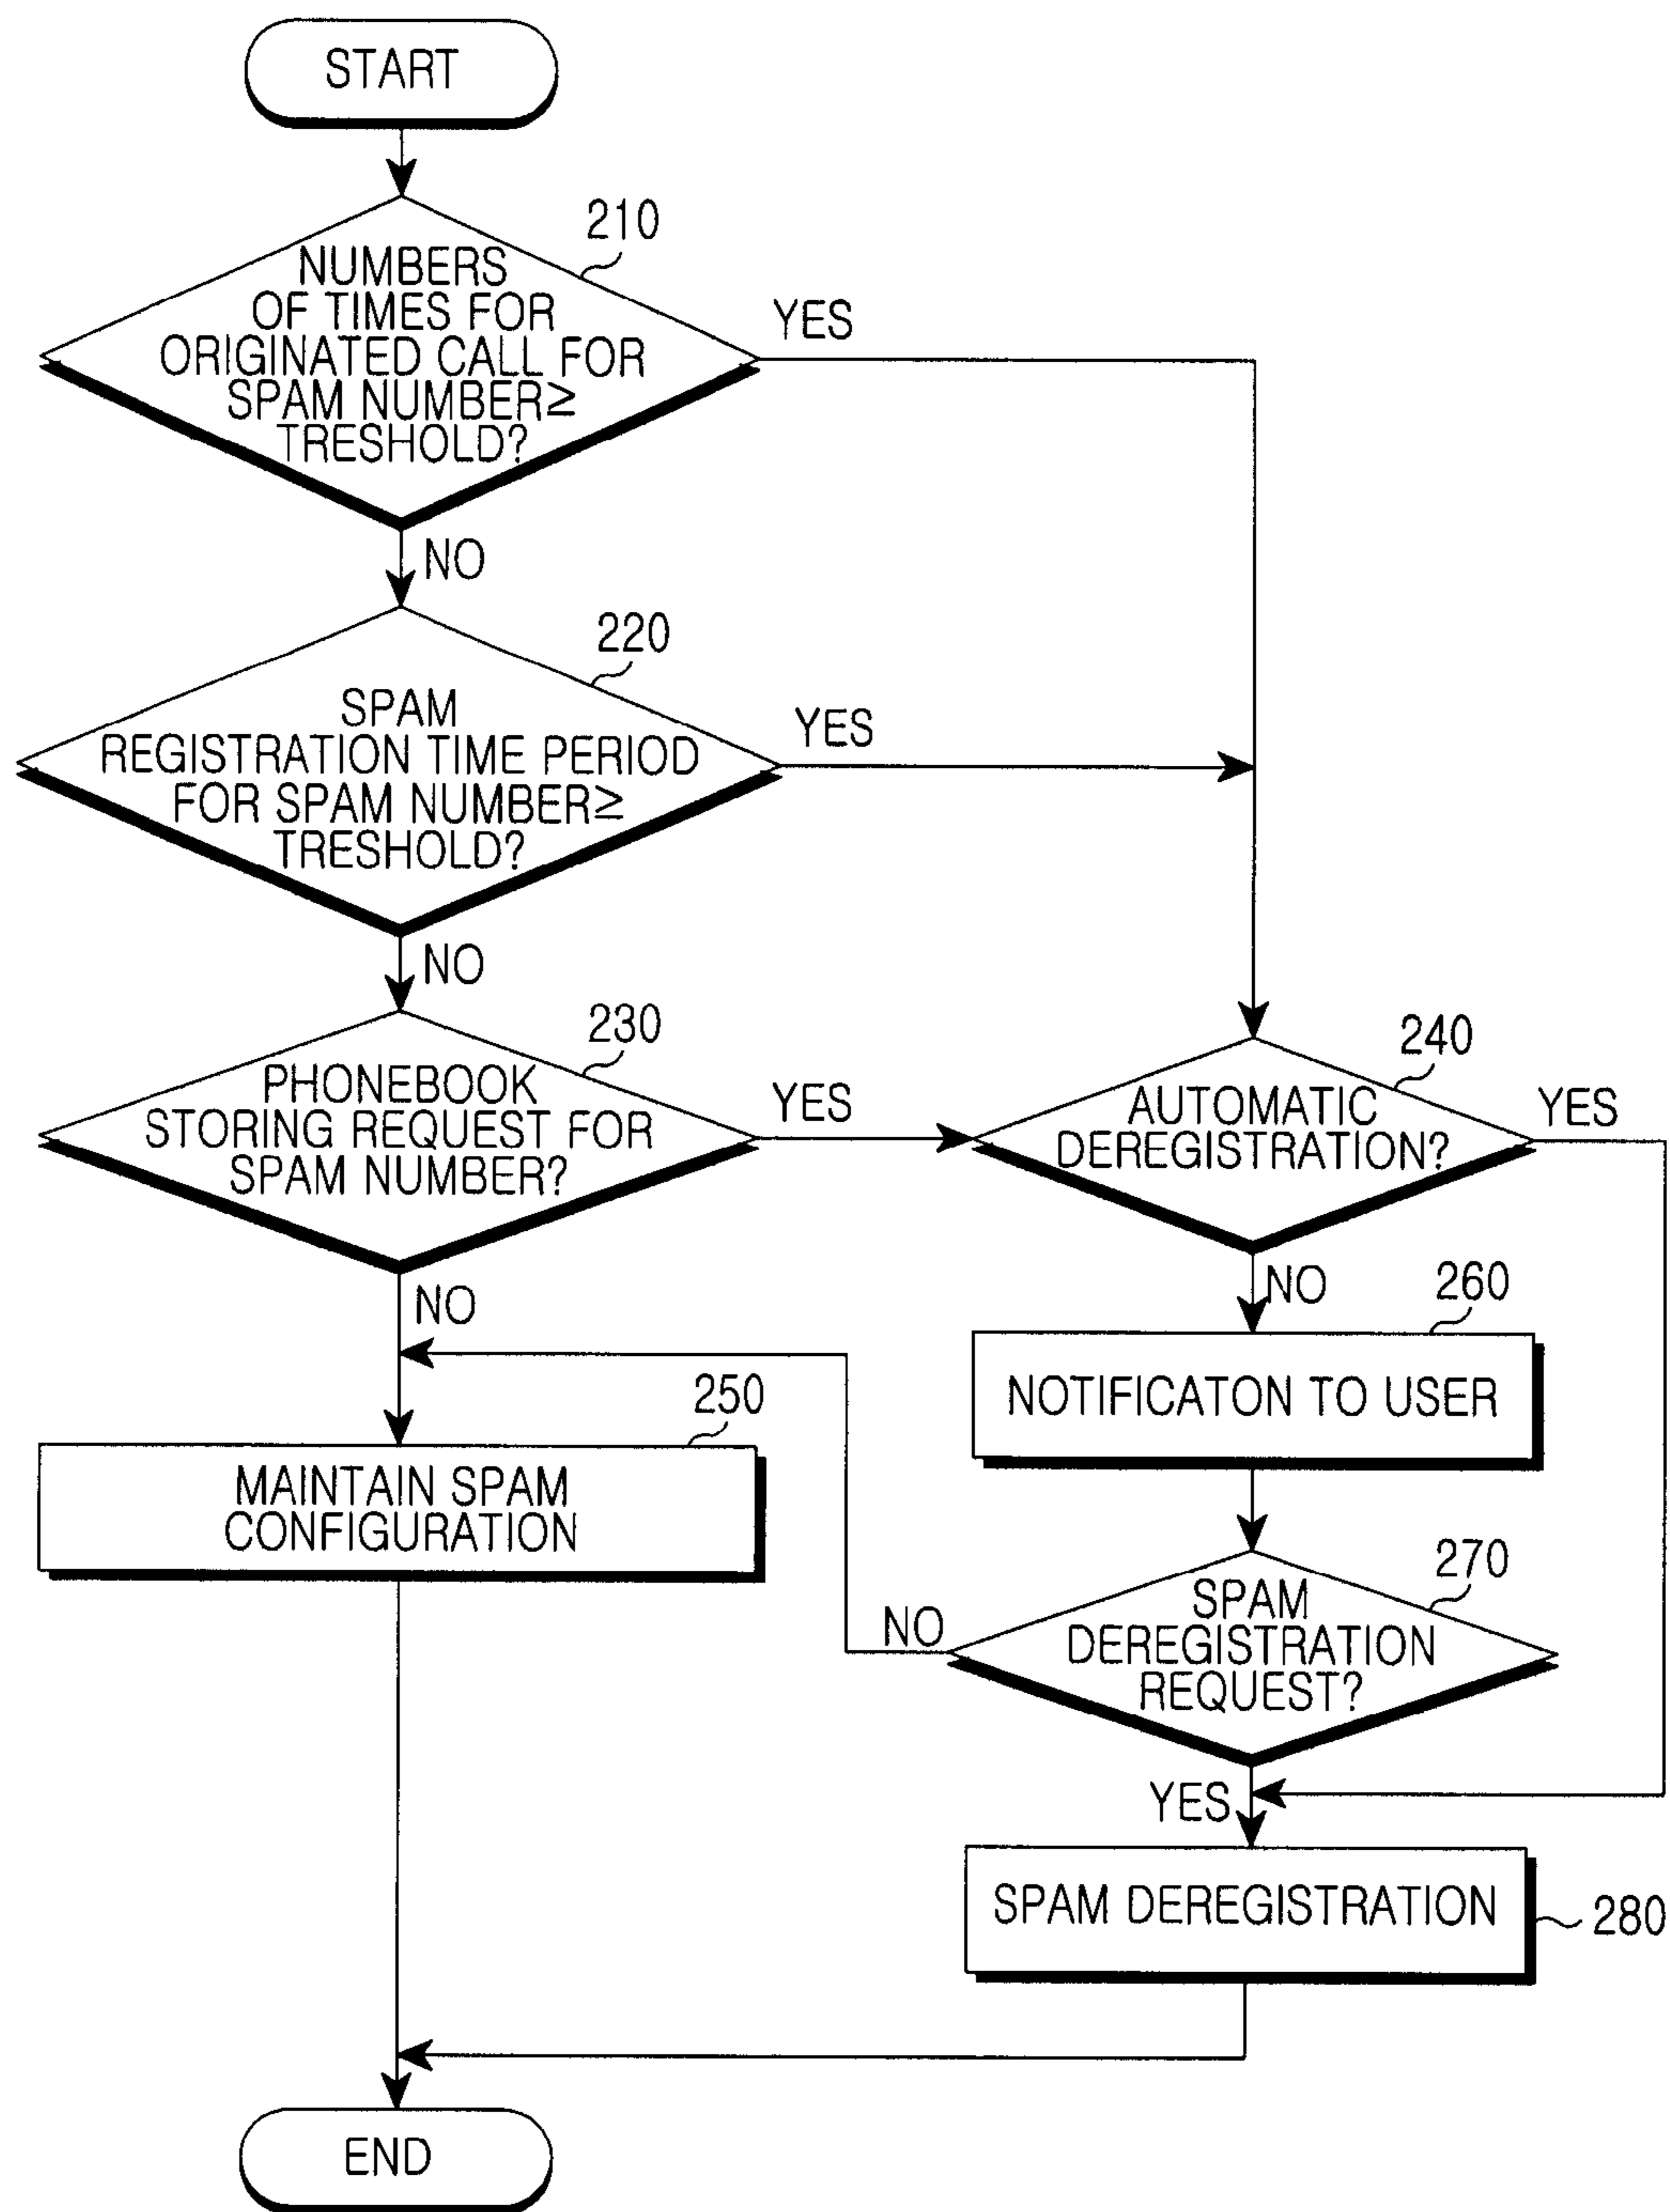 START
210
NUMBERS
OF TIMES FOR
ORIGINATED CALL FOR
SPAM NUMBER≥
TRESHOLD?
YES
NO
220
SPAM
REGISTRATION TIME PERIOD
FOR SPAM NUMBER≥
TRESHOLD?
YES
NO
230
PHONEBOOK
STORING REQUEST FOR
SPAM NUMBER?
YES
240
AUTOMATIC
DEREGISTRATION?
YES
NO
NO
260
NOTIFICATON TO USER
250
MAINTAIN SPAM
CONFIGURATION
270
SPAM
DEREGISTRATION
REQUEST?
NO
YES
SPAM DEREGISTRATION
280
END